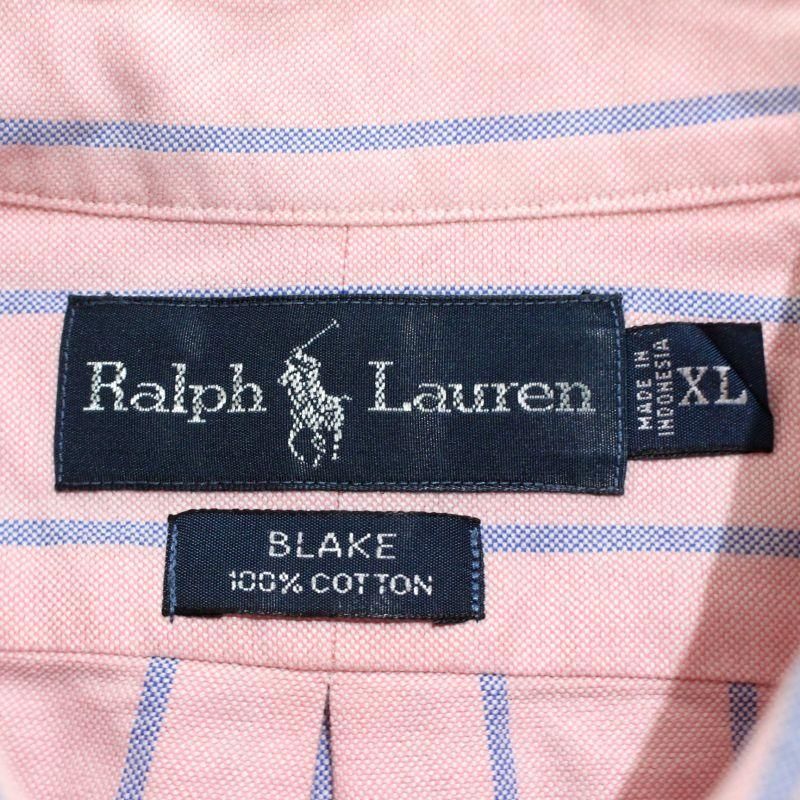 Ralph Lauren
MADE IN
INDONESIA
XL
BLAKE
100% COTTON